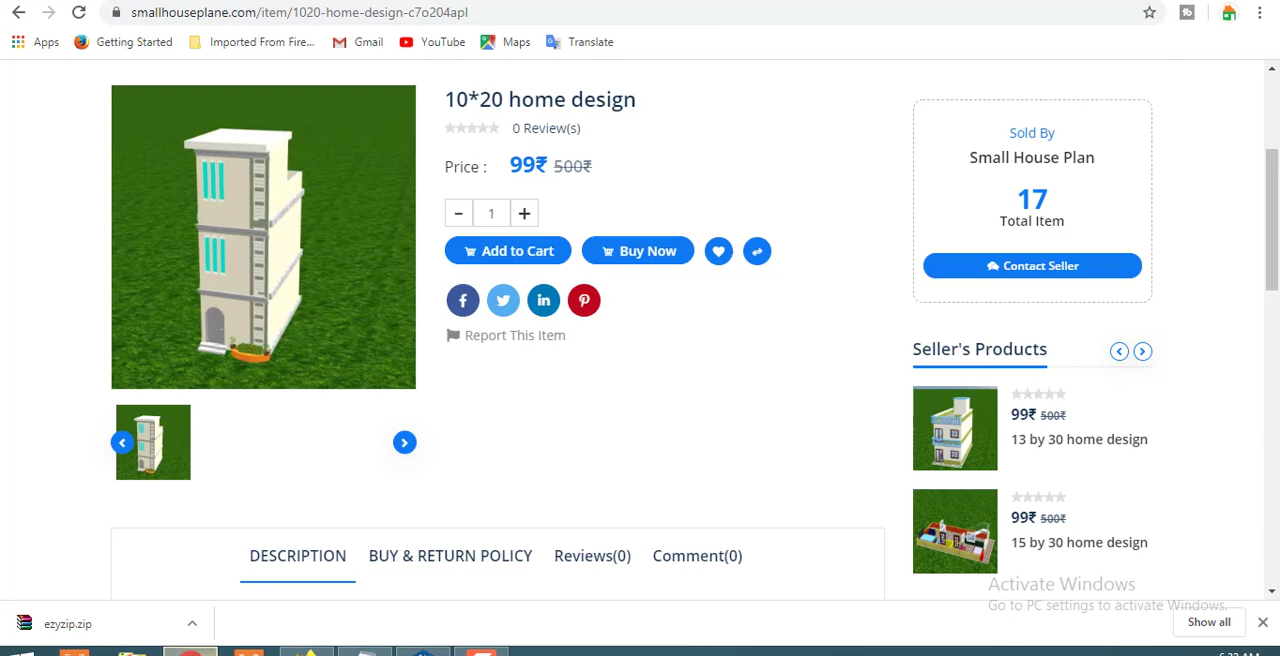 smallhouseplane.com/item/1020-home-design-c7o204apl
Apps Getting Started Imported From Fire... Gmail YouTube Maps Translate
10*20 home design
0 Review(s)
Price : 99₹ 500₹
- 1 +
Add to Cart Buy Now
Report This Item
Sold By
Small House Plan
17
Total Item
Contact Seller
Seller's Products
99₹ 500₹
13 by 30 home design
99₹ 500₹
15 by 30 home design
DESCRIPTION BUY & RETURN POLICY Reviews(0) Comment(0)
Activate Windows
Go to PC settings to activate Windows.
ezyzip.zip
Show all